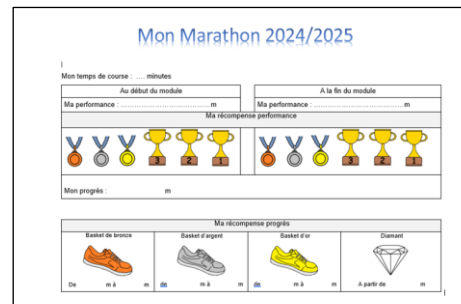 Mon Marathon 2024/2025
Mon temps de course : .... minutes
Au début du module
A la fin du module
Ma performance : ………………………………m
Ma performance : ………………………………m
Ma récompense performance
3 2 1
3 2 1
Mon progrès : m
Ma récompense progrès
Basket de bronze
Basket d'argent
Basket d'or
Diamant
De m à m
de m à m
de m à m
A partir de m